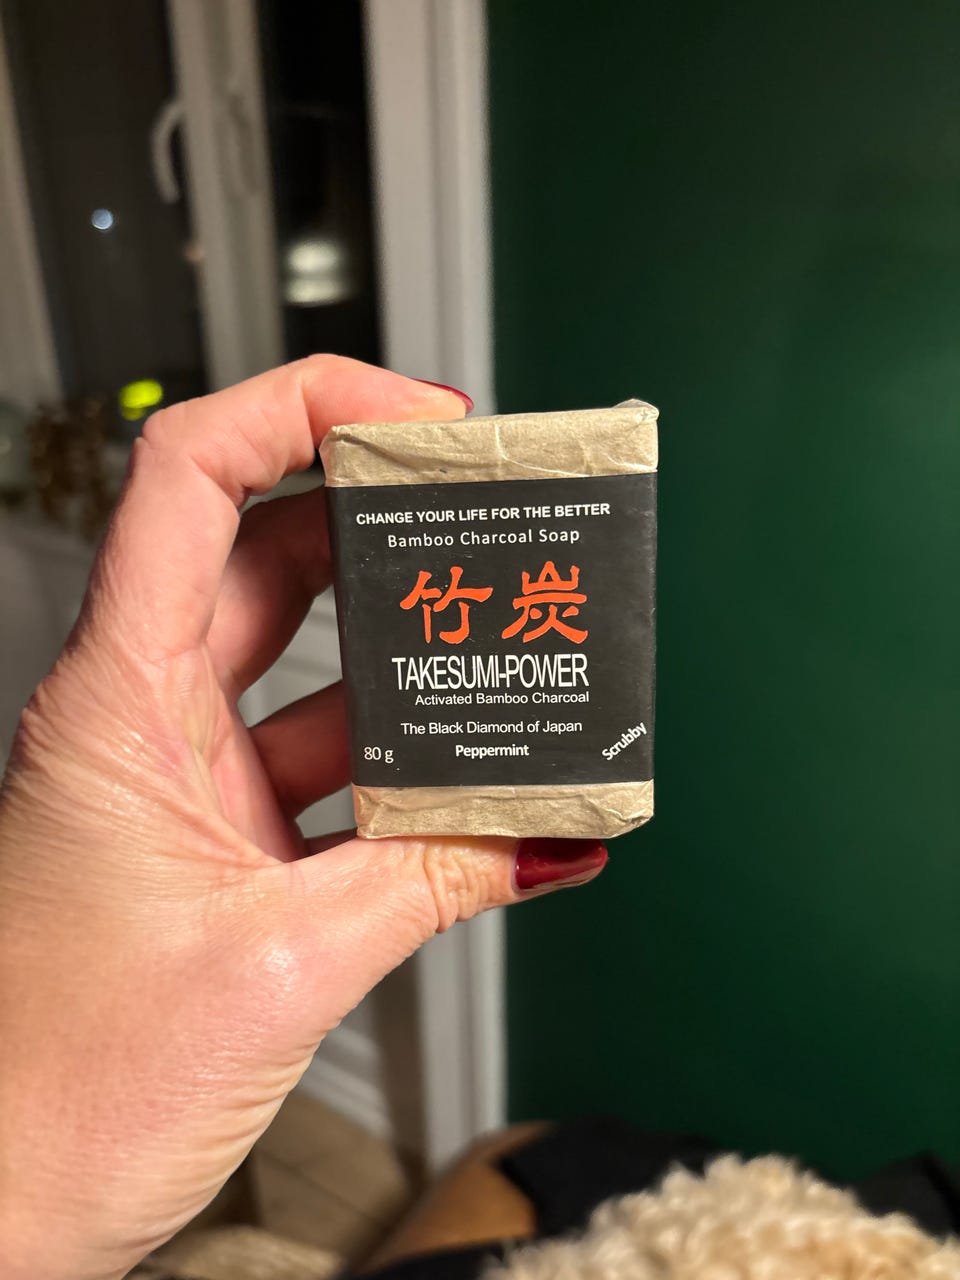 CHANGE YOUR LIFE FOR THE BETTER
Bamboo Charcoal Soap
竹炭
TAKESUMI-POWER
Activated Bamboo Charcoal
The Black Diamond of Japan
80 g Peppermint Scrubby